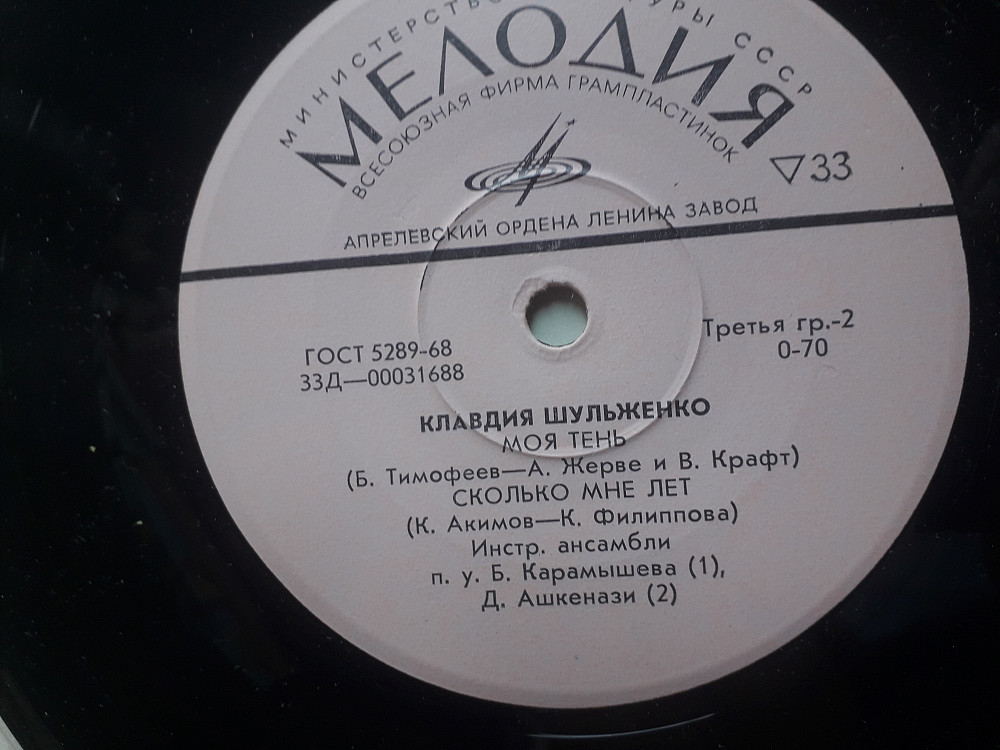 МИНИСТЕРСТВО СССР
МЕЛОДИЯ
ВСЕСОЮЗНАЯ ФИРМА ГРАМПЛАСТИНОК
▽33
АПРЕЛЕВСКИЙ ОРДЕНА ЛЕНИНА ЗАВОД
ГОСТ 5289-68
33Д—00031688
Третья гр.-2
0-70
КЛАВДИЯ ШУЛЬЖЕНКО
МОЯ ТЕНЬ
(Б. Тимофеев—А. Жерве и В. Крафт)
СКОЛЬКО МНЕ ЛЕТ
(К. Акимов—К. Филиппова)
Инстр. ансамбли
п. у. Б. Карамышева (1),
Д. Ашкенази (2)